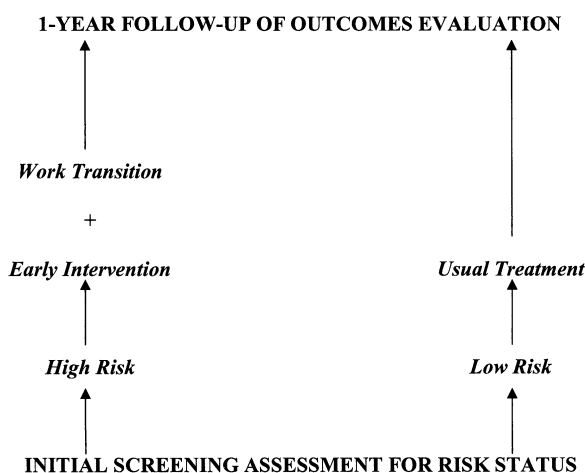 1-YEAR FOLLOW-UP OF OUTCOMES EVALUATION
Work Transition
+
Early Intervention
Usual Treatment
High Risk
Low Risk
INITIAL SCREENING ASSESSMENT FOR RISK STATUS